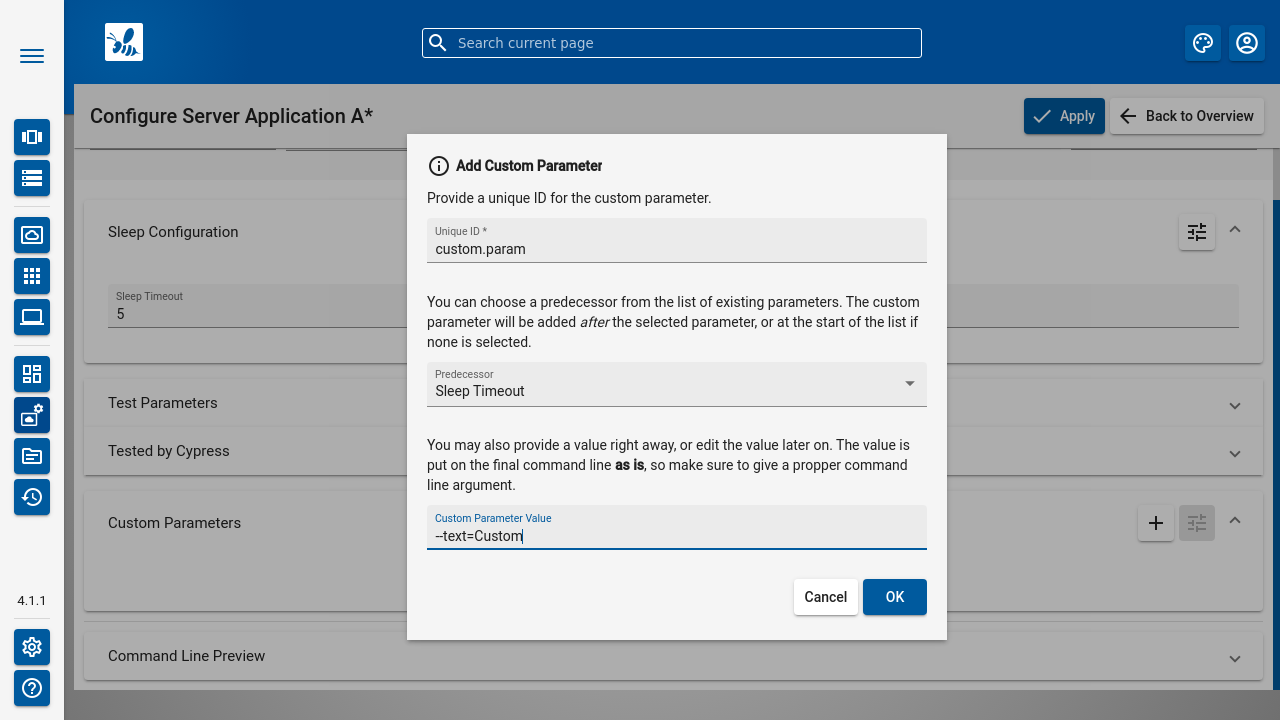 Search current page
Configure Server Application A*
Apply
Back to Overview
Add Custom Parameter
Provide a unique ID for the custom parameter.
Unique ID *
custom.param
Sleep Configuration
Sleep Timeout
5
You can choose a predecessor from the list of existing parameters. The custom
parameter will be added after the selected parameter, or at the start of the list if
none is selected.
Predecessor
Sleep Timeout
Test Parameters
Tested by Cypress
You may also provide a value right away, or edit the value later on. The value is
put on the final command line as is, so make sure to give a propper command
line argument.
Custom Parameter Value
--text=Custom
Custom Parameters
Cancel
OK
4.1.1
Command Line Preview